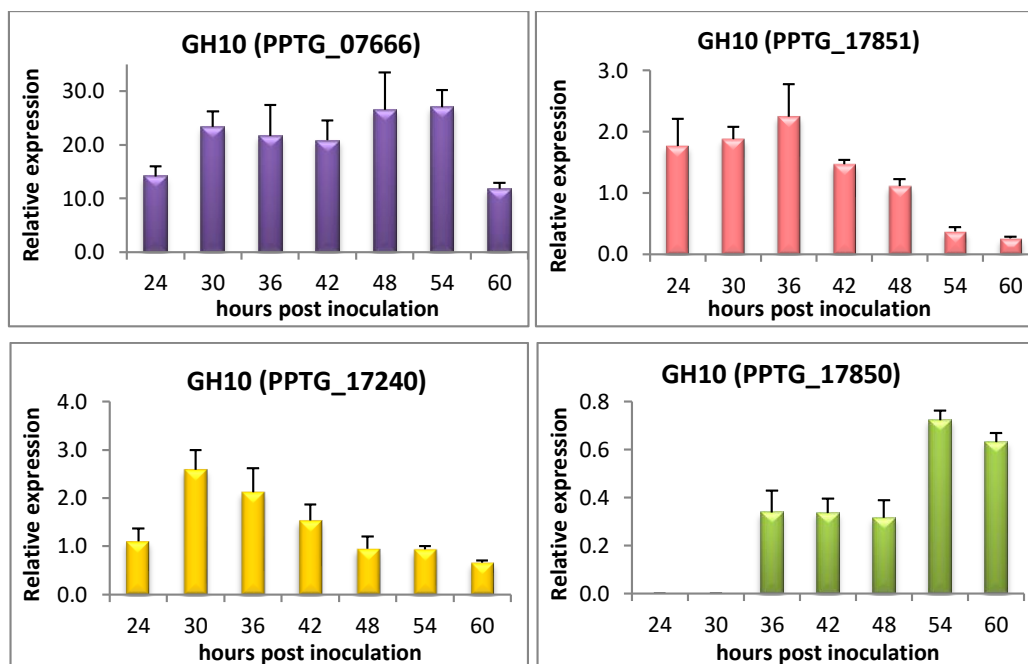 GH10 (PPTG_07666)
Relative expression
30.0
20.0
10.0
0.0
24 30 36 42 48 54 60
hours post inoculation
GH10 (PPTG_17851)
Relative expression
3.0
2.0
1.0
0.0
24 30 36 42 48 54 60
hours post inoculation
GH10 (PPTG_17240)
Relative expression
4.0
3.0
2.0
1.0
0.0
24 30 36 42 48 54 60
hours post inoculation
GH10 (PPTG_17850)
Relative expression
0.8
0.6
0.4
0.2
0.0
24 30 36 42 48 54 60
hours post inoculation